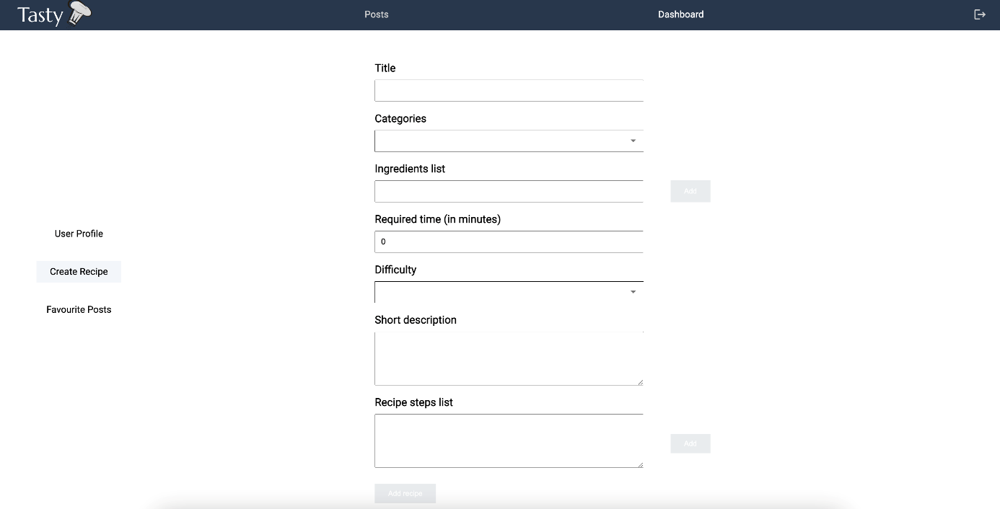 Tasty
Posts
Dashboard
Title
Categories
Ingredients list
Add
Required time (in minutes)
0
User Profile
Create Recipe
Difficulty
Favourite Posts
Short description
Recipe steps list
Add
Add recipe